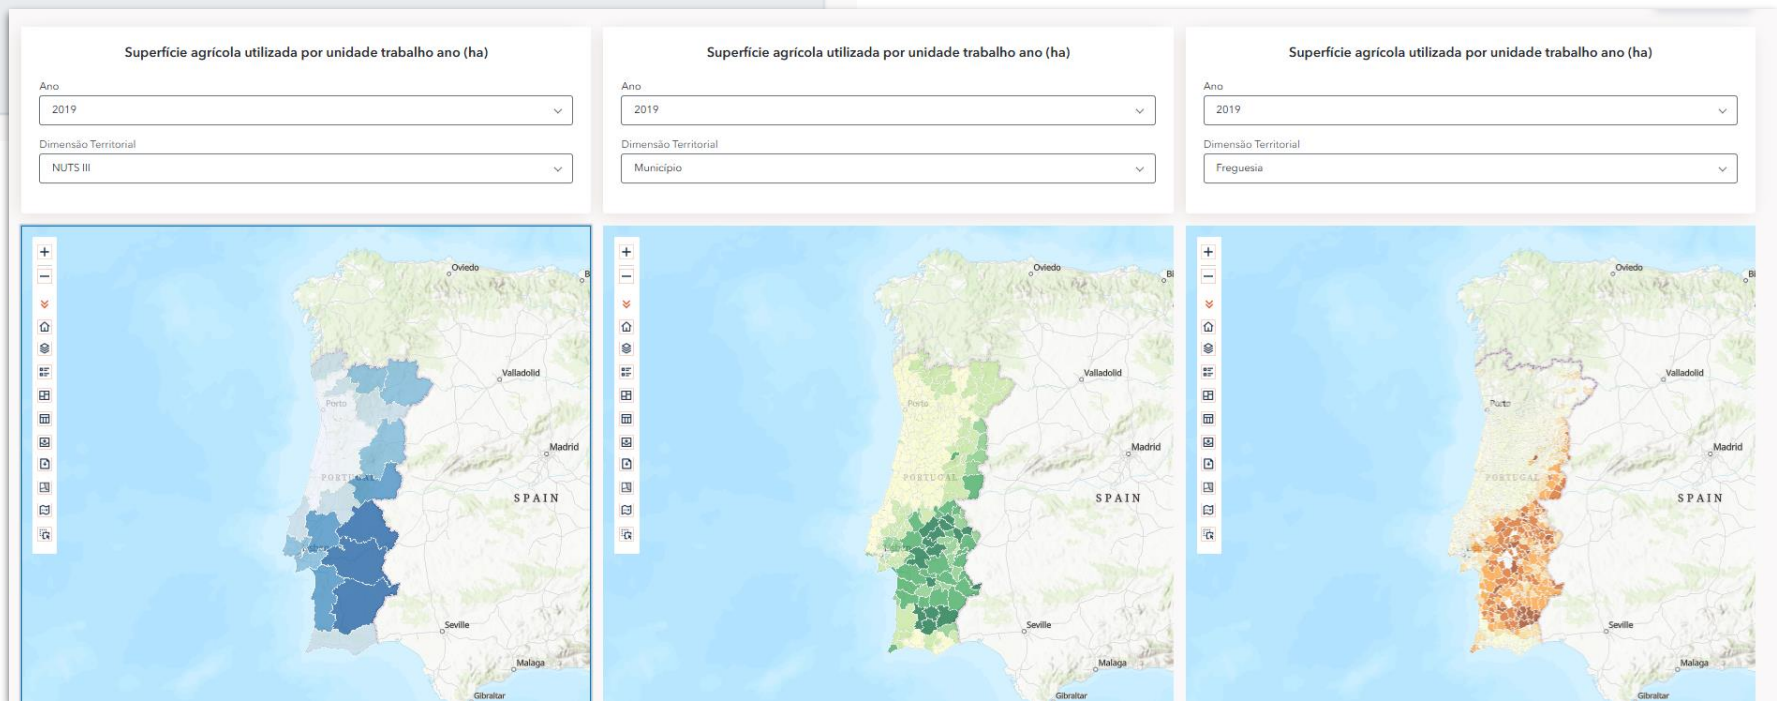 Superfície agrícola utilizada por unidade trabalho ano (ha)
Ano
2019
Dimensão Territorial
NUTS III
Superfície agrícola utilizada por unidade trabalho ano (ha)
Ano
2019
Dimensão Territorial
Município
Superfície agrícola utilizada por unidade trabalho ano (ha)
Ano
2019
Dimensão Territorial
Freguesia
Oviedo
Valladolid
Porto
Madrid
PORTUGAL
SPAIN
Seville
Malaga
Gibraltar
Oviedo
Valladolid
Porto
Madrid
PORTUGAL
SPAIN
Seville
Malaga
Gibraltar
Oviedo
Valladolid
Porto
Madrid
PORTUGAL
SPAIN
Seville
Malaga
Gibraltar